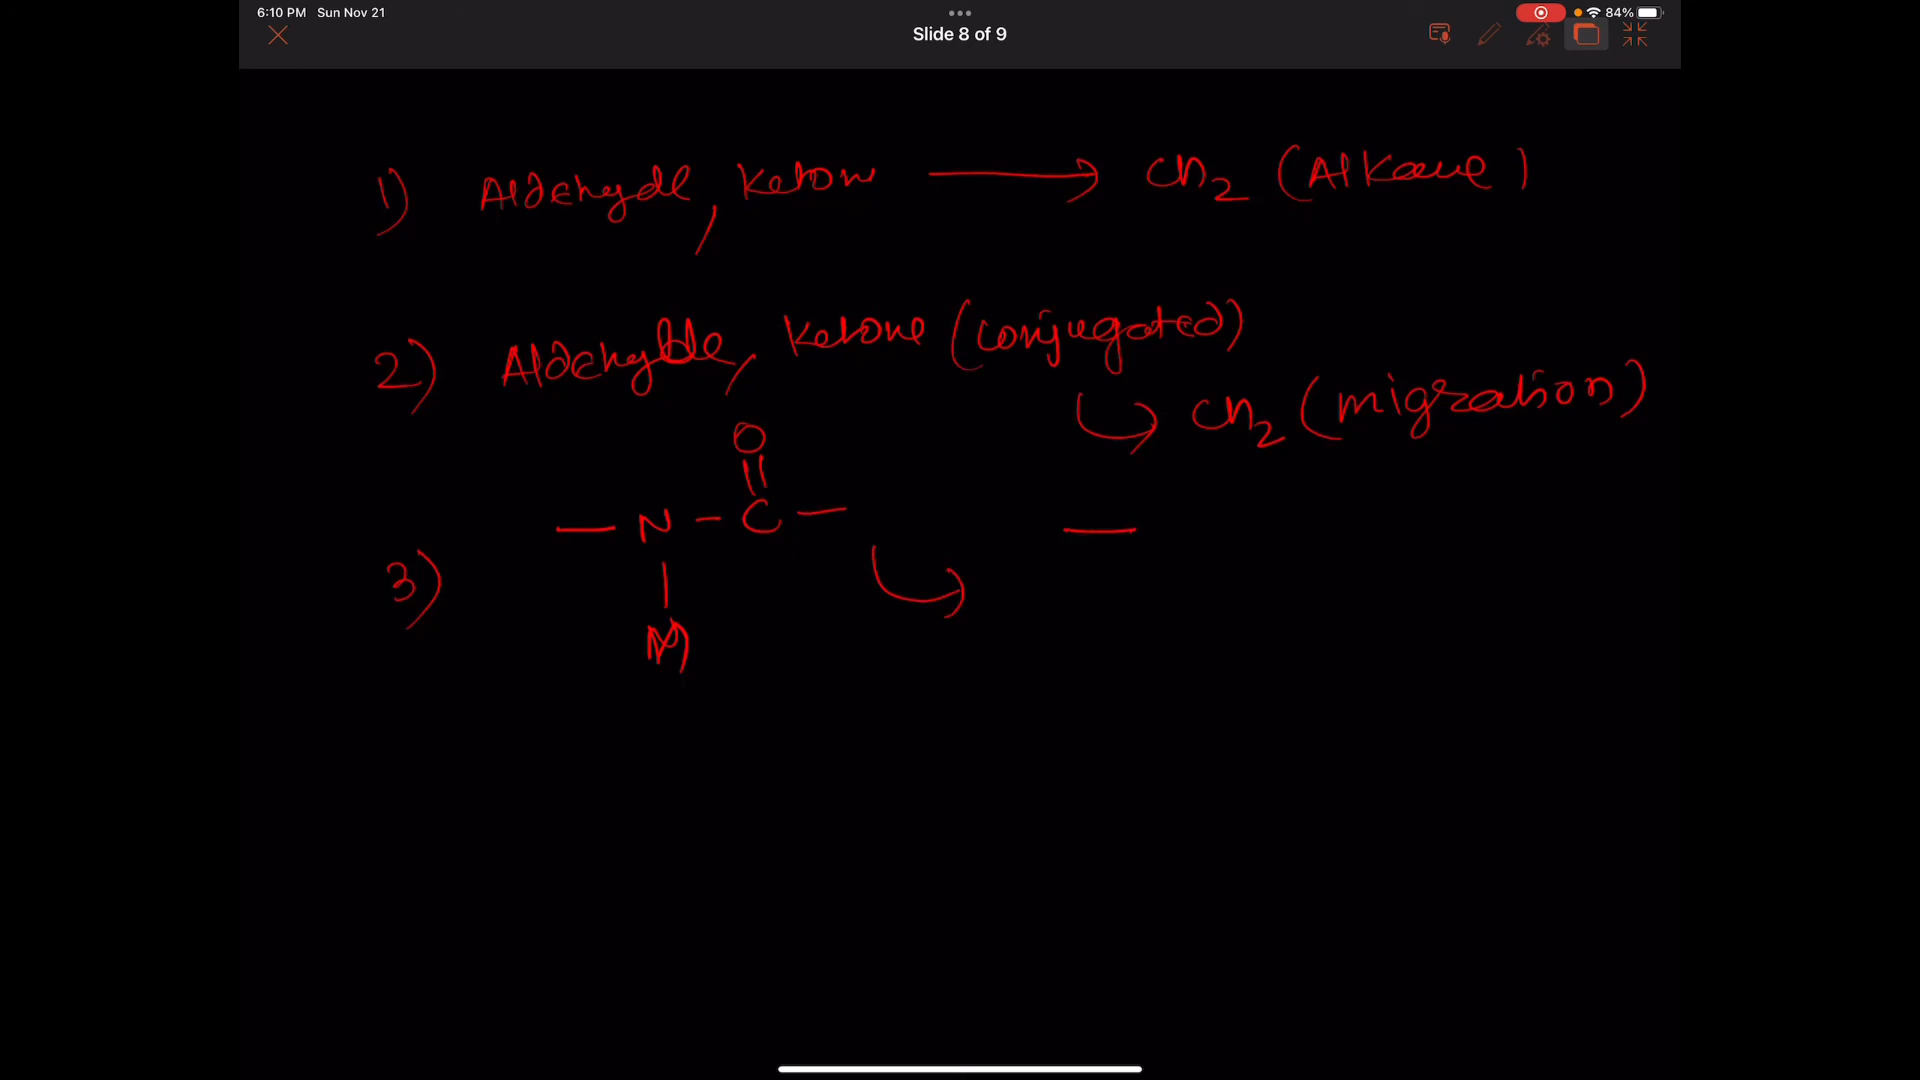 6:10 PM Sun Nov 21
84%
Slide 8 of 9
1) Aldehyde, Ketone → CH2 (Alkane)
2) Aldehyde, Ketone (conjugated)
↳ CH2 (migration)
O
||
3) — N – C – ↳ —
|